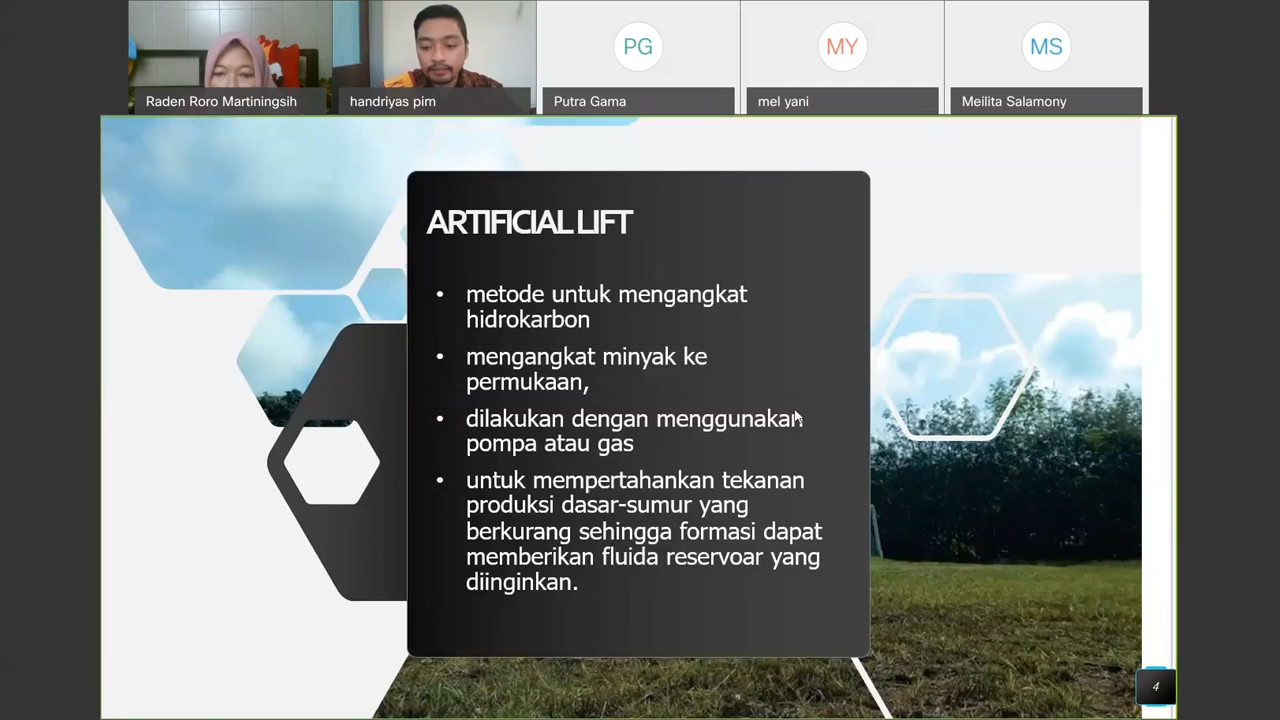 PG
MY
MS
Raden Roro Martiningsih
handriyas pim
Putra Gama
mel yani
Meilita Salamony
ARTIFICIAL LIFT
• metode untuk mengangkat
hidrokarbon
• mengangkat minyak ke
permukaan,
• dilakukan dengan menggunakan
pompa atau gas
• untuk mempertahankan tekanan
produksi dasar-sumur yang
berkurang sehingga formasi dapat
memberikan fluida reservoar yang
diinginkan.
4